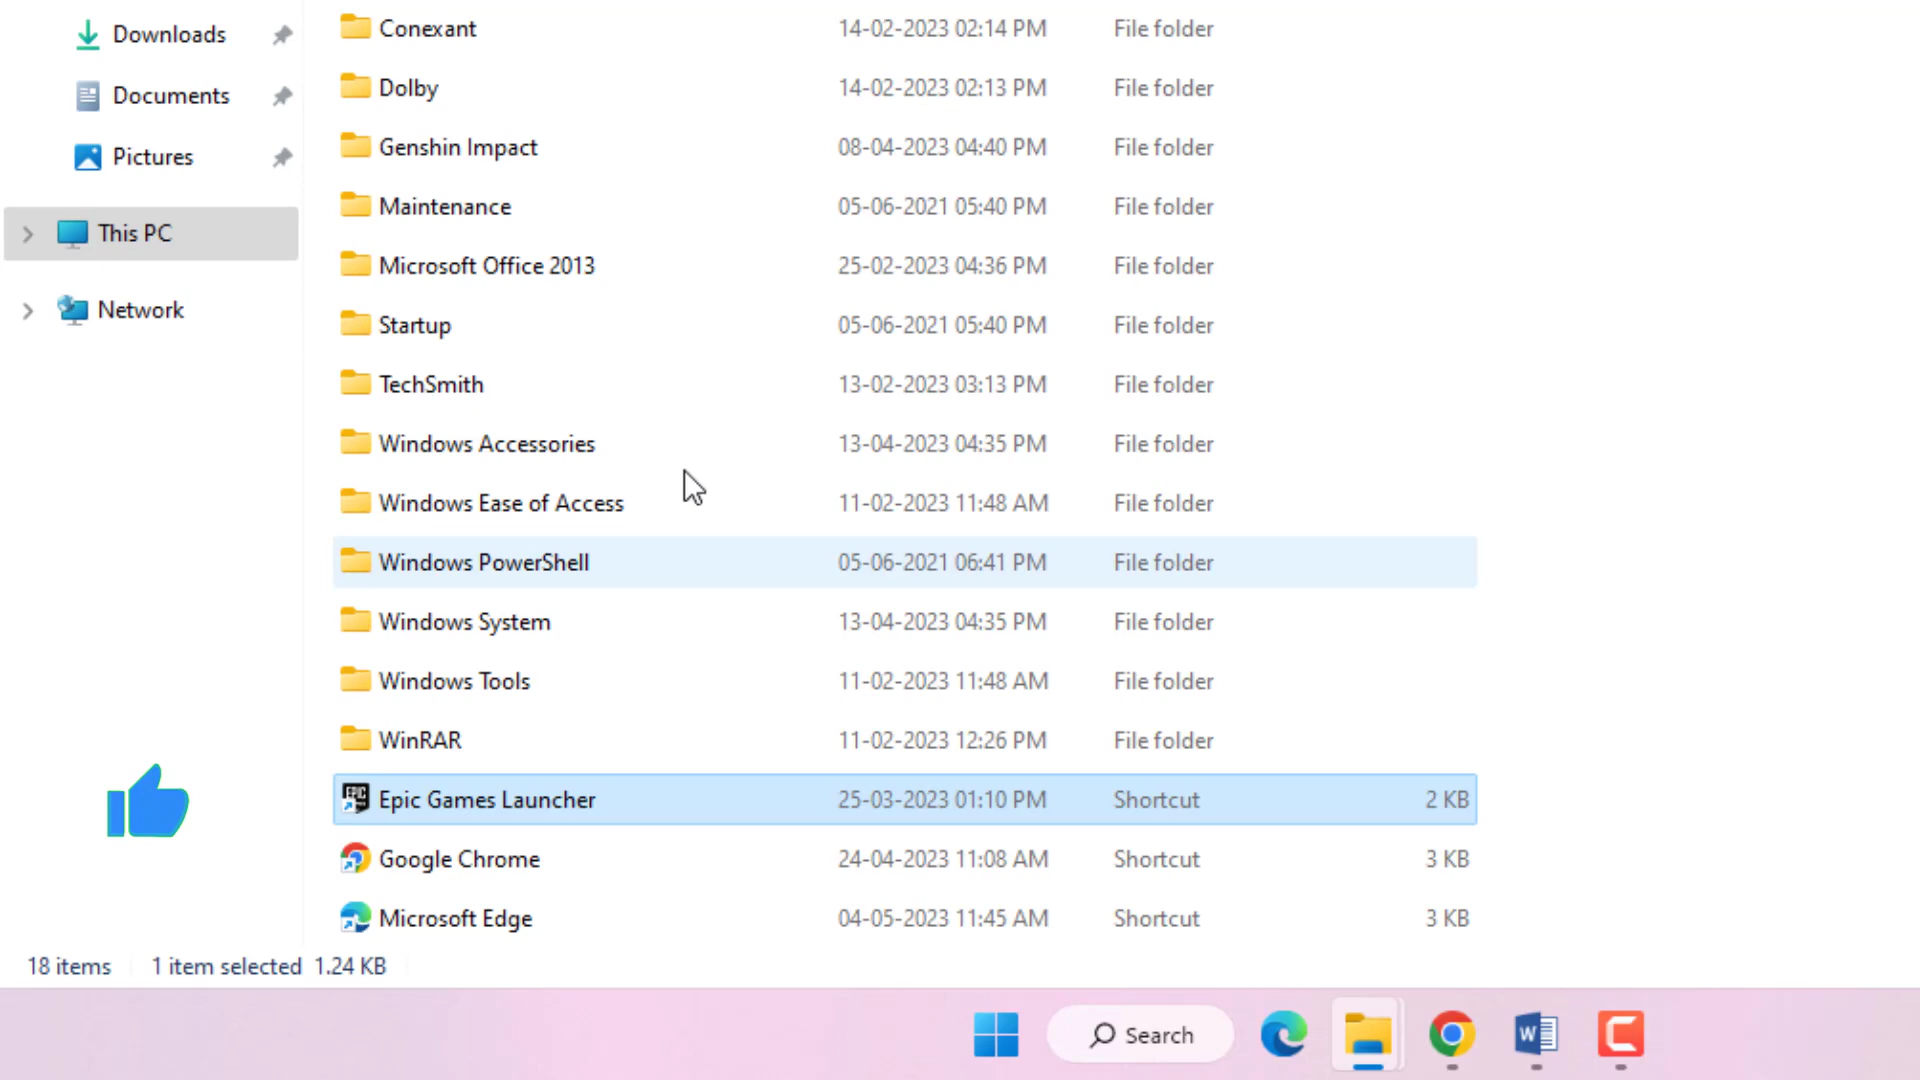 Downloads
Documents
Pictures
This PC
Network
Conexant 14-02-2023 02:14 PM File folder
Dolby 14-02-2023 02:13 PM File folder
Genshin Impact 08-04-2023 04:40 PM File folder
Maintenance 05-06-2021 05:40 PM File folder
Microsoft Office 2013 25-02-2023 04:36 PM File folder
Startup 05-06-2021 05:40 PM File folder
TechSmith 13-02-2023 03:13 PM File folder
Windows Accessories 13-04-2023 04:35 PM File folder
Windows Ease of Access 11-02-2023 11:48 AM File folder
Windows PowerShell 05-06-2021 06:41 PM File folder
Windows System 13-04-2023 04:35 PM File folder
Windows Tools 11-02-2023 11:48 AM File folder
WinRAR 11-02-2023 12:26 PM File folder
Epic Games Launcher 25-03-2023 01:10 PM Shortcut 2 KB
Google Chrome 24-04-2023 11:08 AM Shortcut 3 KB
Microsoft Edge 04-05-2023 11:45 AM Shortcut 3 KB
18 items 1 item selected 1.24 KB
Search